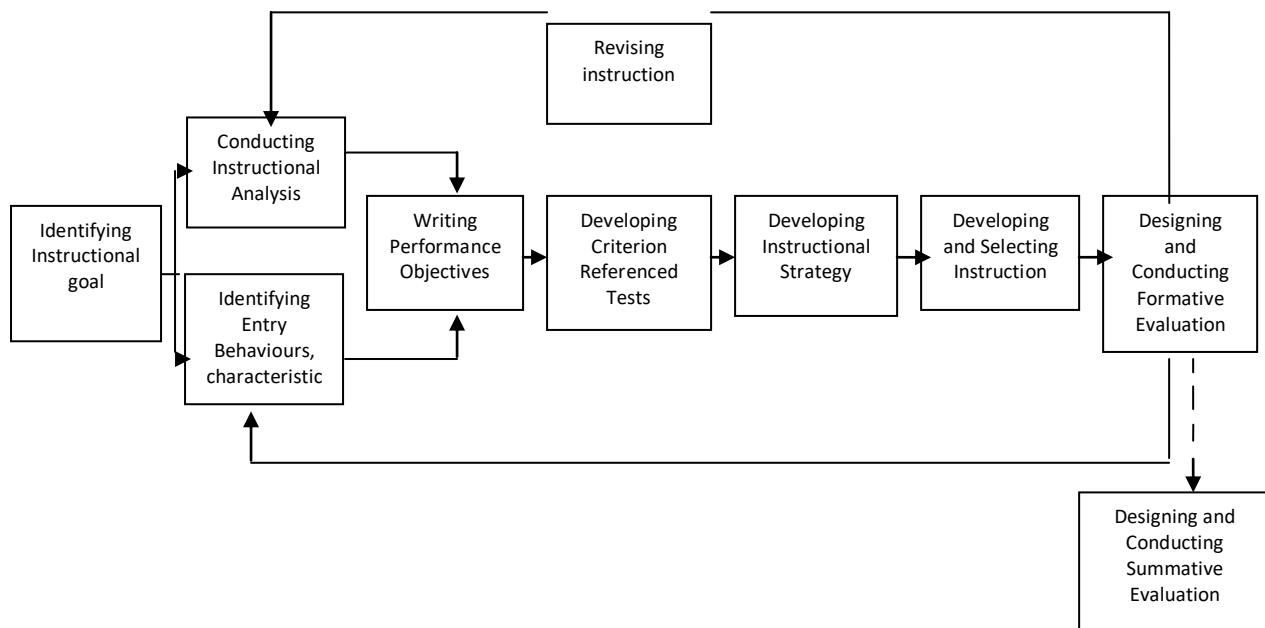 Revising
instruction
Conducting
Instructional
Analysis
Identifying
Instructional
goal
Identifying
Entry
Behaviours,
characteristic
Writing
Performance
Objectives
Developing
Criterion
Referenced
Tests
Developing
Instructional
Strategy
Developing
and Selecting
Instruction
Designing
and
Conducting
Formative
Evaluation
Designing and
Conducting
Summative
Evaluation